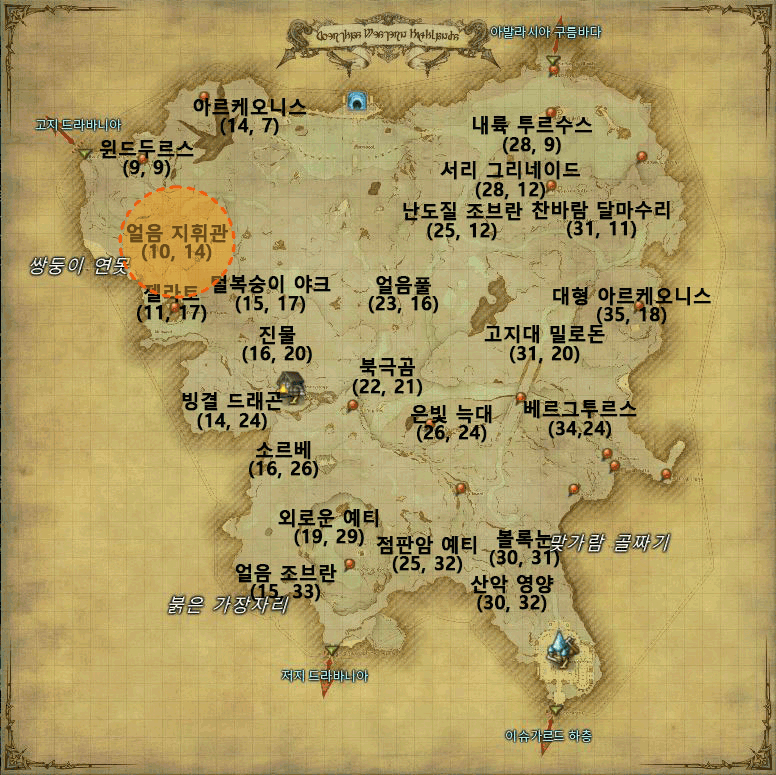 아발라시아 구름바다
아르케오니스
(14, 7)
고지 드라바니아
내륙 투르수스
(28, 9)
윈드두르스
(9, 9)
서리 그리네이드
(28, 12)
난도질 조브란
(25, 12)
찬바람 달마수리
(31, 11)
얼음 지휘관
(10, 14)
쌍둥이 연못
젤라토
(11, 17)
털복숭이 야크
(15, 17)
얼음풀
(23, 16)
대형 아르케오니스
(35, 18)
진물
(16, 20)
고지대 밀로돈
(31, 20)
북극곰
(22, 21)
빙결 드래곤
(14, 24)
은빛 늑대
(26, 24)
베르그투르스
(34,24)
소르베
(16, 26)
외로운 예티
(19, 29)
점판암 예티
(25, 32)
볼록눈
(30, 31)
맞가람 골짜기
얼음 조브란
(15, 33)
산악 영양
(30, 32)
붉은 가장자리
저지 드라바니아
이슈가르드 하층